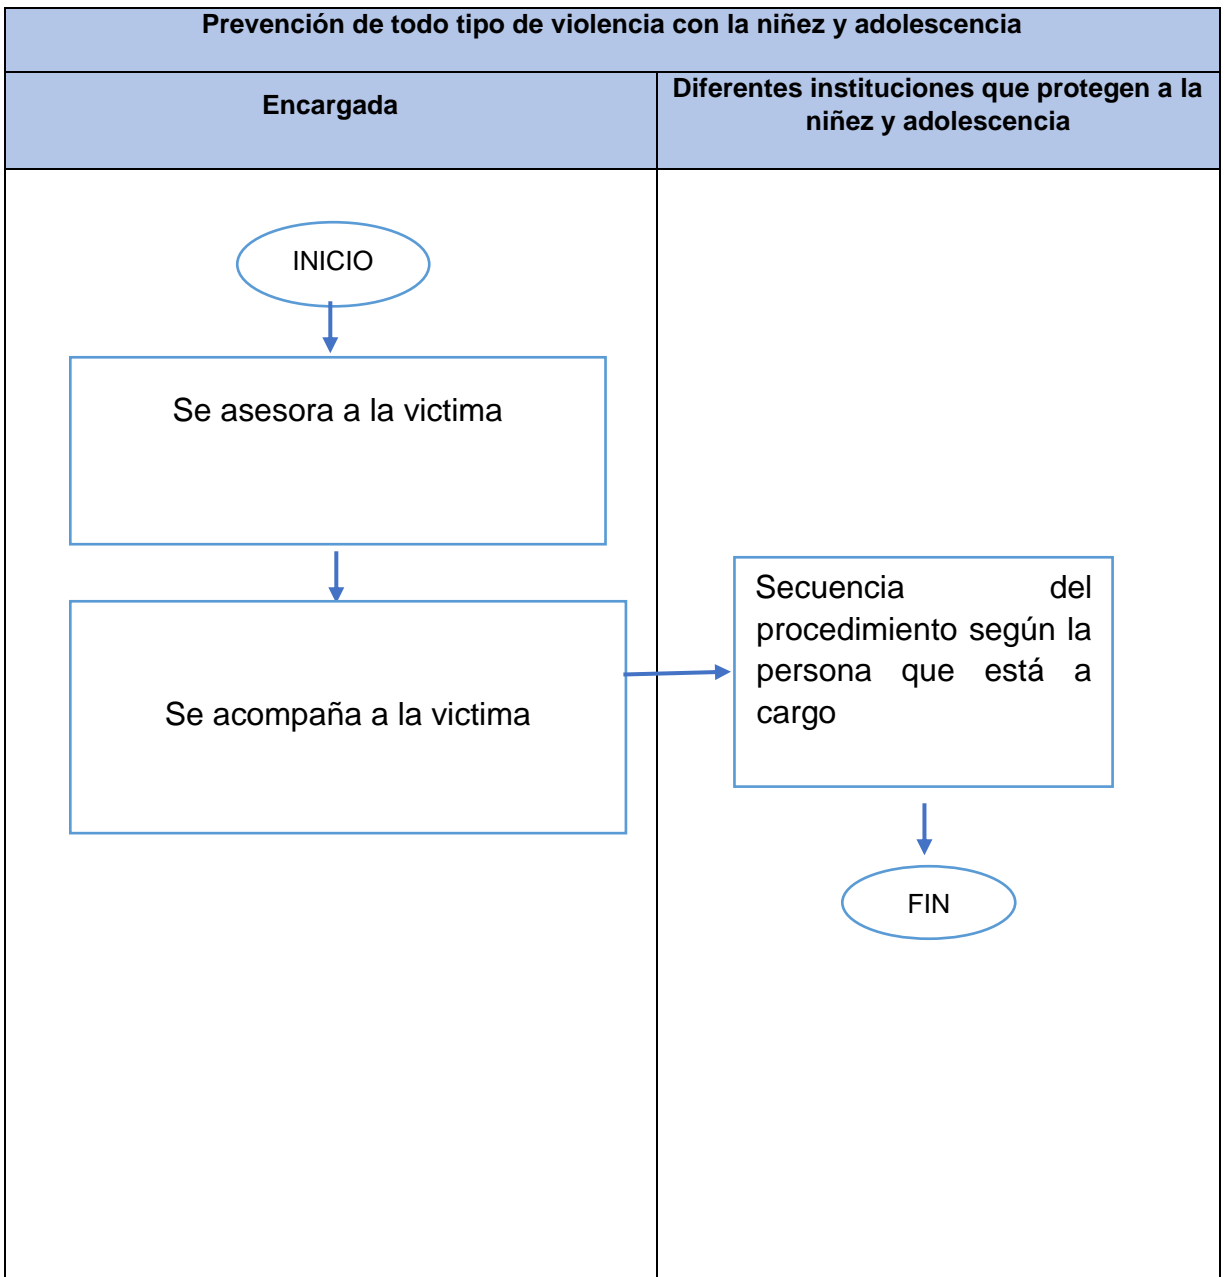 Prevención de todo tipo de violencia con la niñez y adolescencia
Encargada
Diferentes instituciones que protegen a la
niñez y adolescencia
INICIO
Se asesora a la victima
Se acompaña a la victima
Secuencia del
procedimiento según la
persona que está a
cargo
FIN